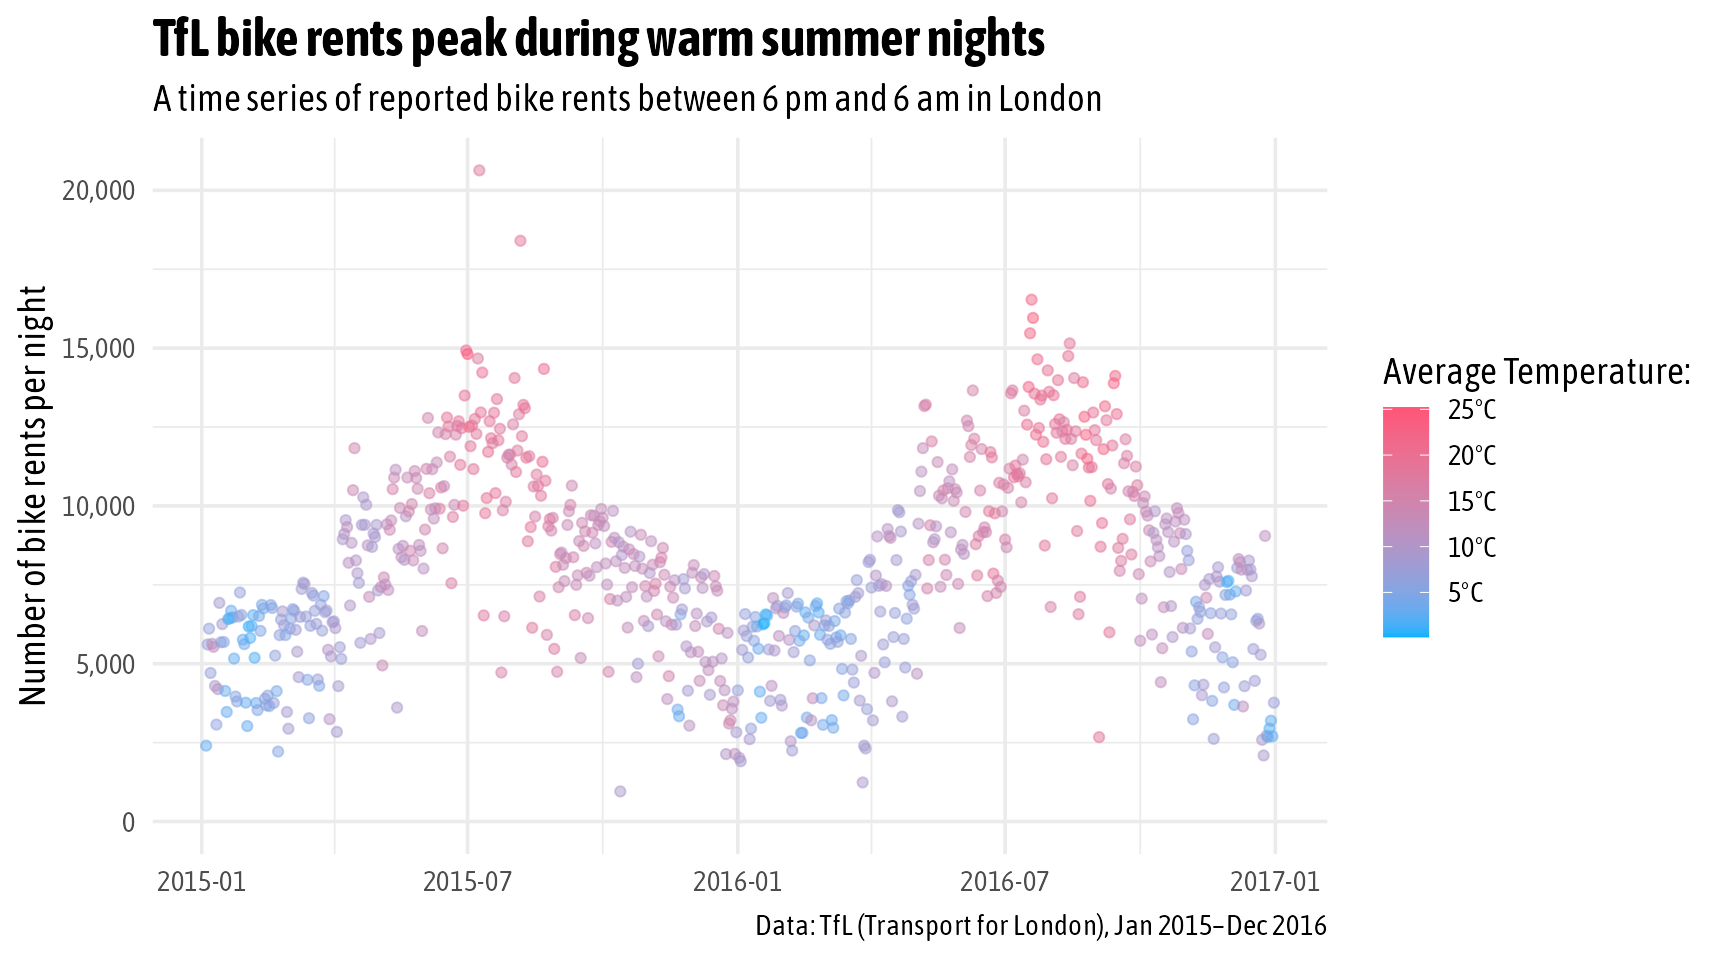 TfL bike rents peak during warm summer nights
A time series of reported bike rents between 6 pm and 6 am in London
Number of bike rents per night
20,000
15,000
10,000
5,000
0
2015-01
2015-07
2016-01
2016-07
2017-01
Average Temperature:
25°C
20°C
15°C
10°C
5°C
Data: TfL (Transport for London), Jan 2015–Dec 2016